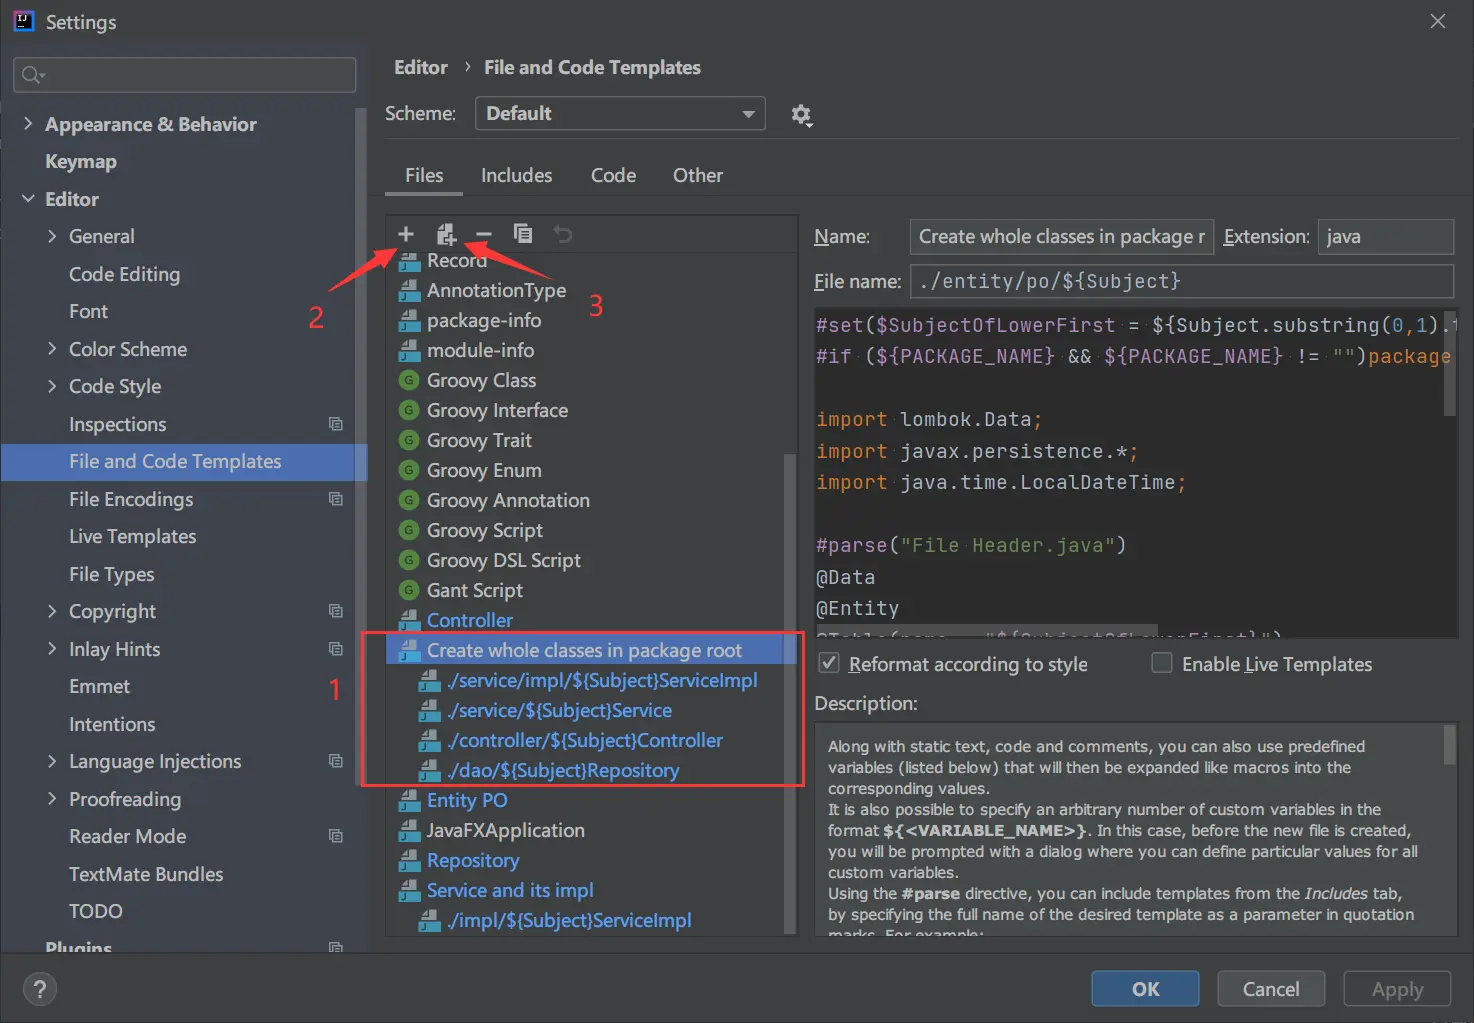 Settings
Appearance & Behavior
Keymap
Editor
General
Code Editing
Font
Color Scheme
Code Style
Inspections
File and Code Templates
File Encodings
Live Templates
File Types
Copyright
Inlay Hints
Emmet
Intentions
Language Injections
Proofreading
Reader Mode
TextMate Bundles
TODO
Plugins
Editor › File and Code Templates
Scheme: Default
Files Includes Code Other
Record
AnnotationType
package-info
module-info
Groovy Class
Groovy Interface
Groovy Trait
Groovy Enum
Groovy Annotation
Groovy Script
Groovy DSL Script
Gant Script
Controller
Create whole classes in package root
./service/impl/${Subject}ServiceImpl
./service/${Subject}Service
./controller/${Subject}Controller
./dao/${Subject}Repository
Entity PO
JavaFXApplication
Repository
Service and its impl
./impl/${Subject}ServiceImpl
1
2
3
Name: Create whole classes in package r Extension: java
File name: ./entity/po/${Subject}
#set($SubjectOfLowerFirst = ${Subject.substring(0,1).
#if (${PACKAGE_NAME} && ${PACKAGE_NAME} != "")package
import lombok.Data;
import javax.persistence.*;
import java.time.LocalDateTime;
#parse("File Header.java")
@Data
@Entity
@Table(name = "${SubjectOfLowerFirst}")
Reformat according to style Enable Live Templates
Description:
Along with static text, code and comments, you can also use predefined
variables (listed below) that will then be expanded like macros into the
corresponding values.
It is also possible to specify an arbitrary number of custom variables in the
format ${<VARIABLE_NAME>}. In this case, before the new file is created,
you will be prompted with a dialog where you can define particular values for all
custom variables.
Using the #parse directive, you can include templates from the Includes tab,
by specifying the full name of the desired template as a parameter in quotation
marks. For example:
?
OK Cancel Apply